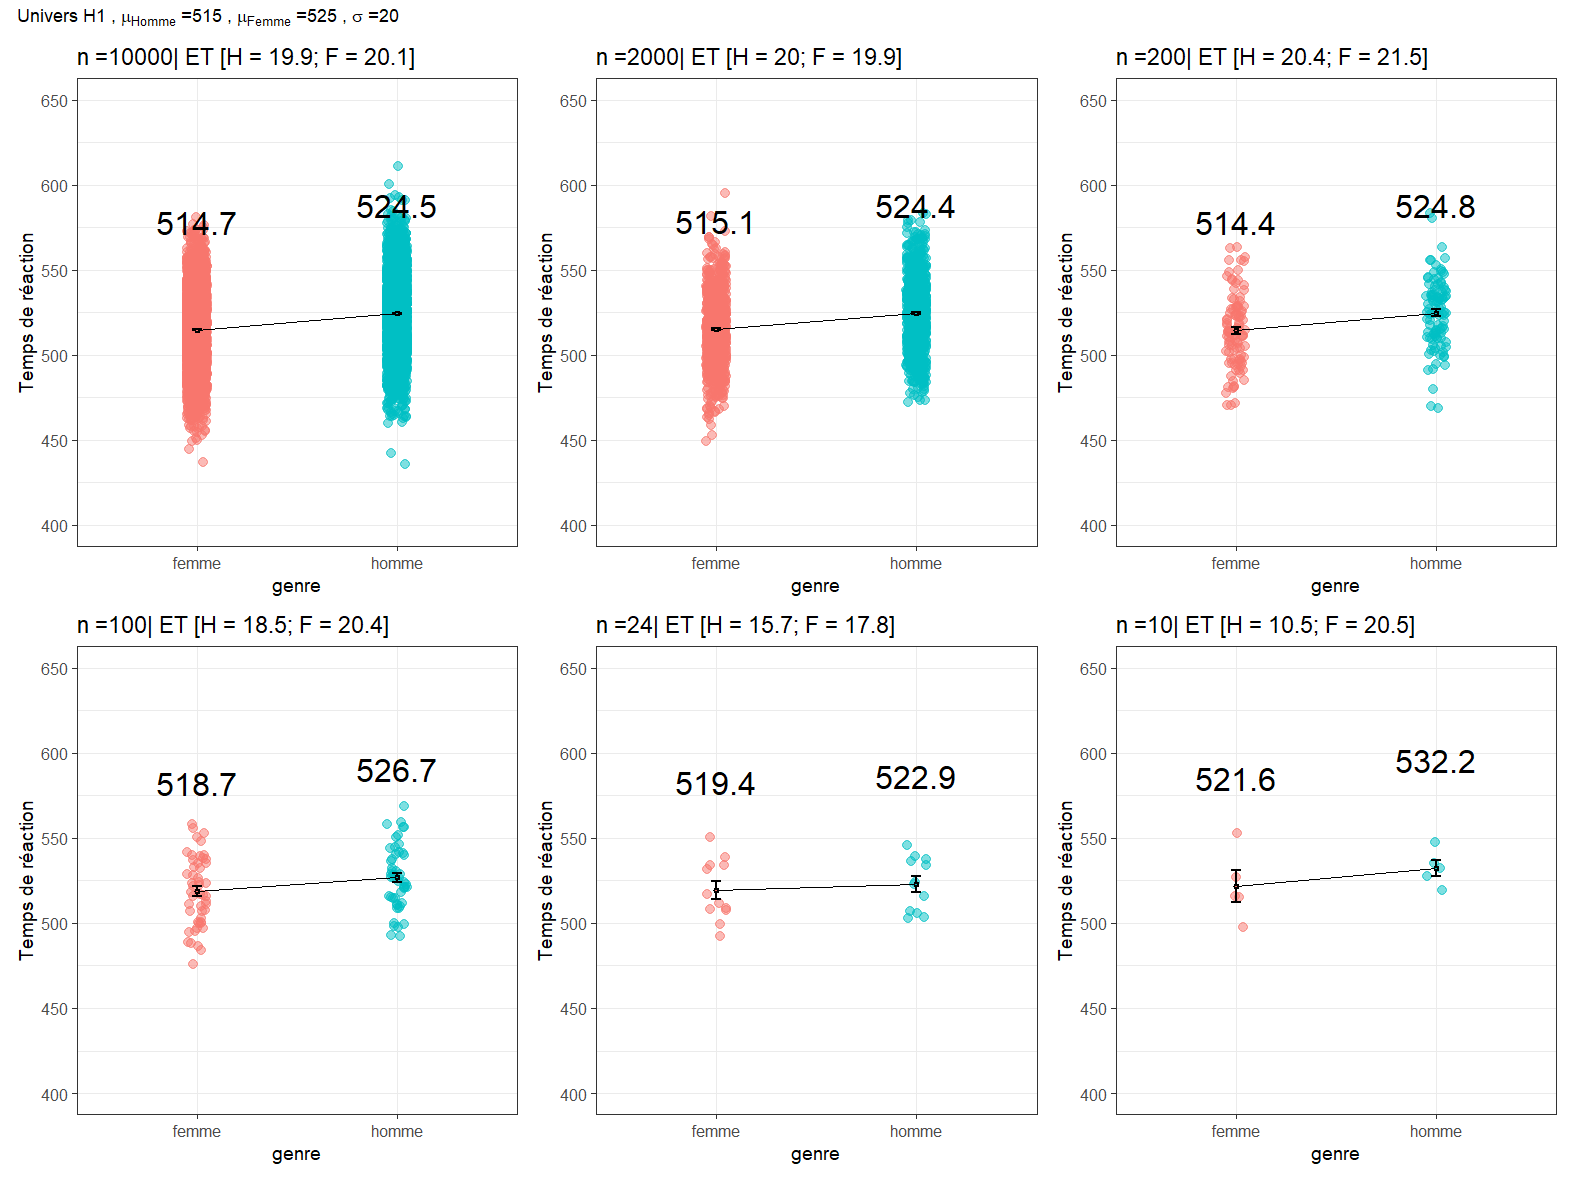 Univers H1 , μHomme =515 , μFemme =525 , σ =20
n =10000| ET [H = 19.9; F = 20.1]
Temps de réaction
650
600
550
500
450
400
514.7
524.5
femme
homme
genre
n =2000| ET [H = 20; F = 19.9]
Temps de réaction
650
600
550
500
450
400
515.1
524.4
femme
homme
genre
n =200| ET [H = 20.4; F = 21.5]
Temps de réaction
650
600
550
500
450
400
514.4
524.8
femme
homme
genre
n =100| ET [H = 18.5; F = 20.4]
Temps de réaction
650
600
550
500
450
400
518.7
526.7
femme
homme
genre
n =24| ET [H = 15.7; F = 17.8]
Temps de réaction
650
600
550
500
450
400
519.4
522.9
femme
homme
genre
n =10| ET [H = 10.5; F = 20.5]
Temps de réaction
650
600
550
500
450
400
521.6
532.2
femme
homme
genre